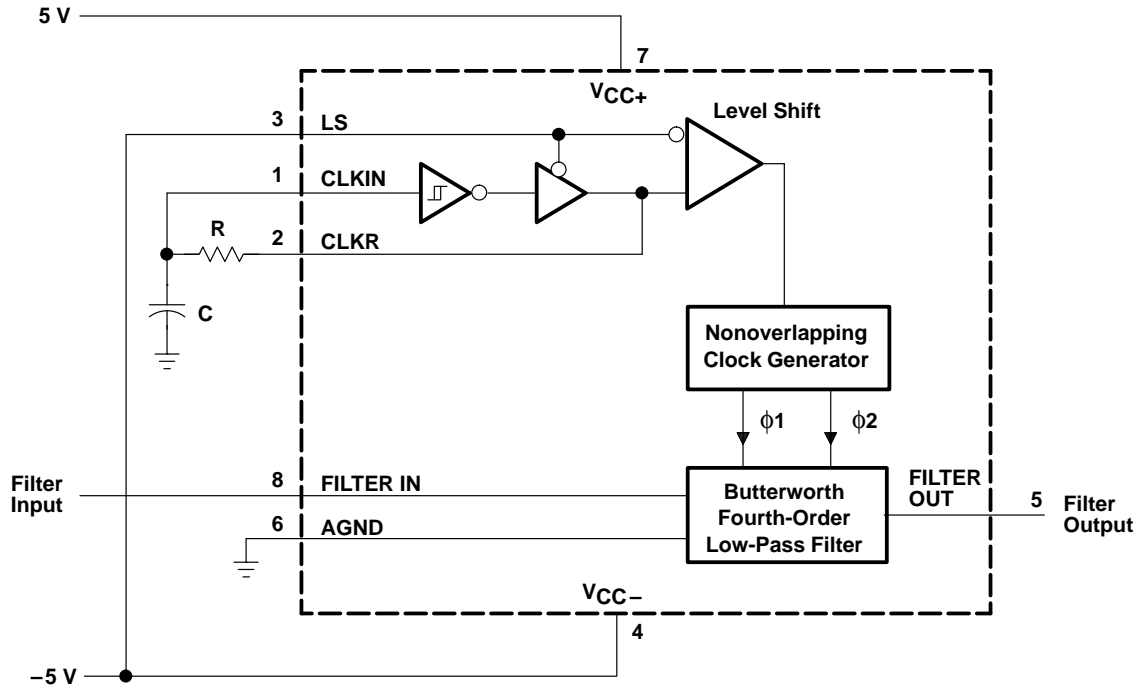 5 V
7
VCC+
Level Shift
3
LS
1
CLKIN
R
2
CLKR
C
Nonoverlapping
Clock Generator
ϕ1
ϕ2
Filter
Input
8
FILTER IN
6
AGND
Butterworth
Fourth-Order
Low-Pass Filter
FILTER
OUT
5
Filter
Output
VCC–
4
–5 V